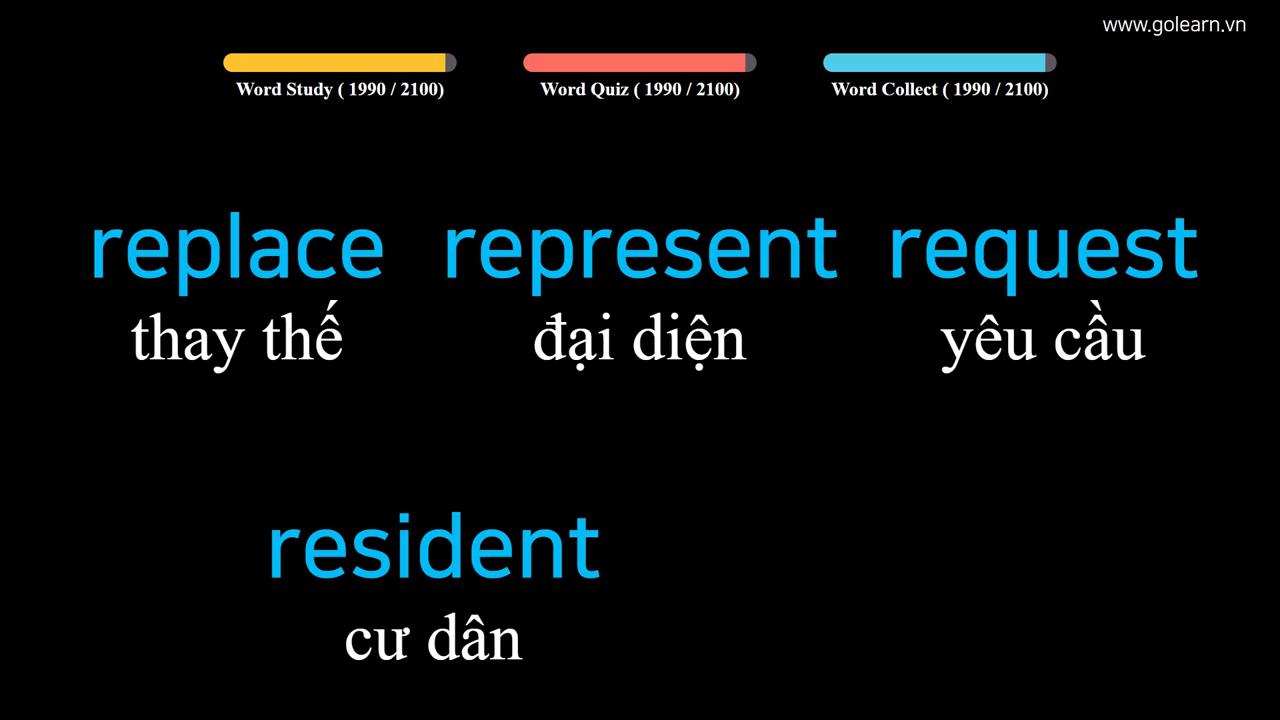 www.golearn.vn
Word Study ( 1990 / 2100)
Word Quiz ( 1990 / 2100)
Word Collect ( 1990 / 2100)
replace
thay thế
represent
đại diện
request
yêu cầu
resident
cư dân